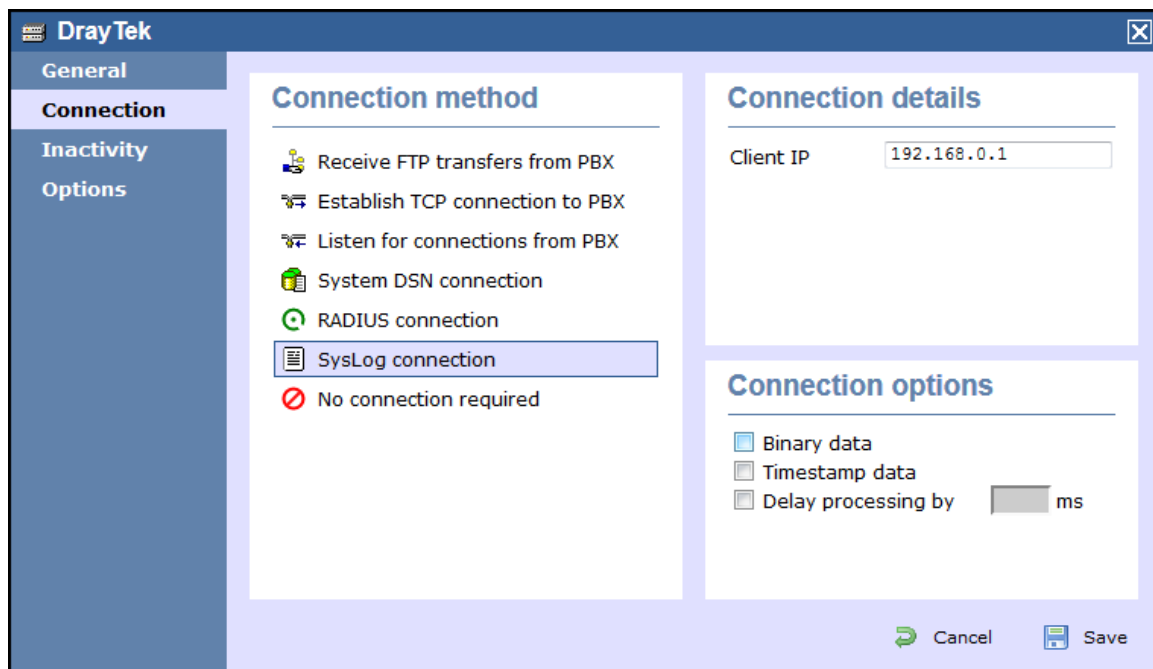 DrayTek
General
Connection
Inactivity
Options
Connection method
Receive FTP transfers from PBX
Establish TCP connection to PBX
Listen for connections from PBX
System DSN connection
RADIUS connection
SysLog connection
No connection required
Connection details
Client IP 192.168.0.1
Connection options
Binary data
Timestamp data
Delay processing by ms
Cancel Save